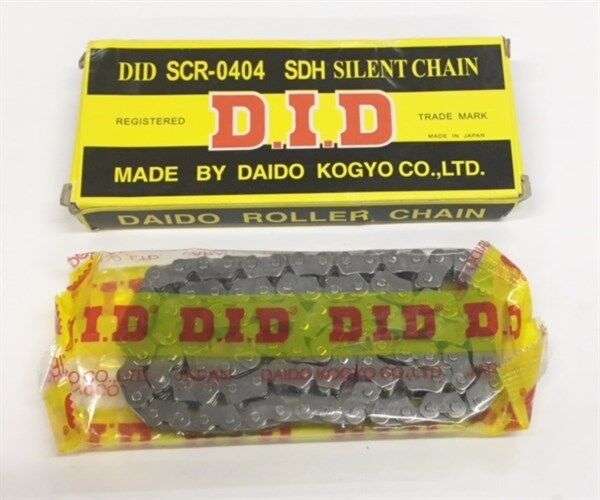 DID SCR-0404 SDH SILENT CHAIN
REGISTERED D.I.D TRADE MARK
MADE IN JAPAN
MADE BY DAIDO KOGYO CO.,LTD.
DAIDO ROLLER CHAIN
.I.D D.I.D D.I.D D.
JAPAN DAIDO KOGYO CO.,LTD.